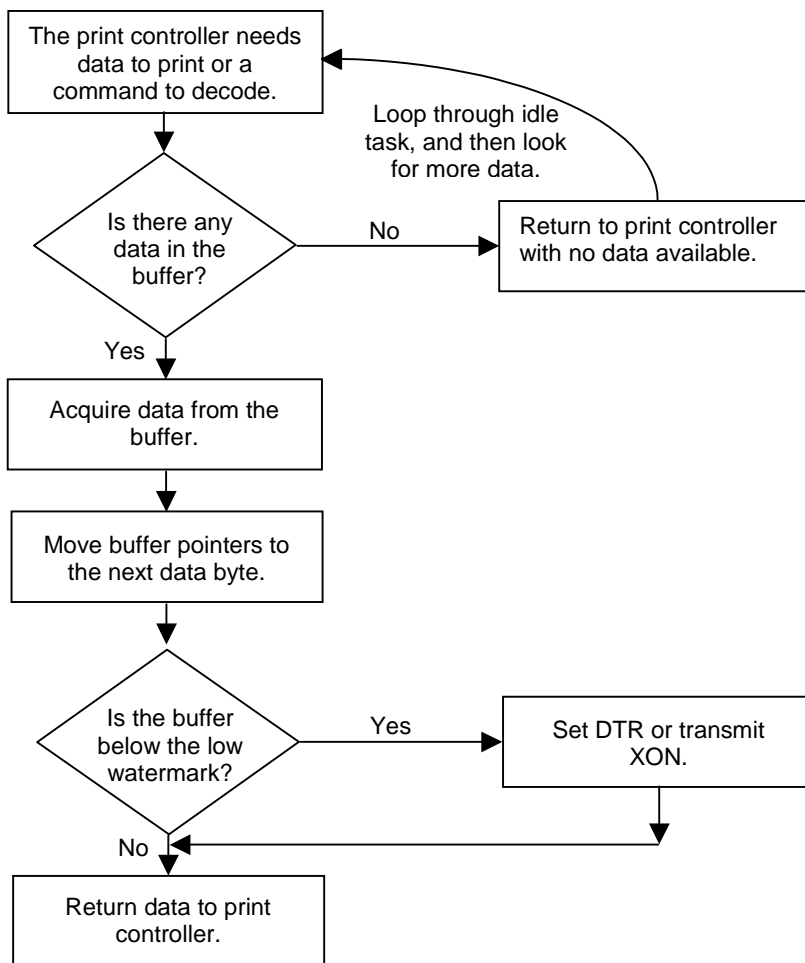 The print controller needs
data to print or a
command to decode.
Loop through idle
task, and then look
for more data.
Is there any
data in the
buffer?
No
Return to print controller
with no data available.
Yes
Acquire data from the
buffer.
Move buffer pointers to
the next data byte.
Is the buffer
below the low
watermark?
Yes
Set DTR or transmit
XON.
No
Return data to print
controller.